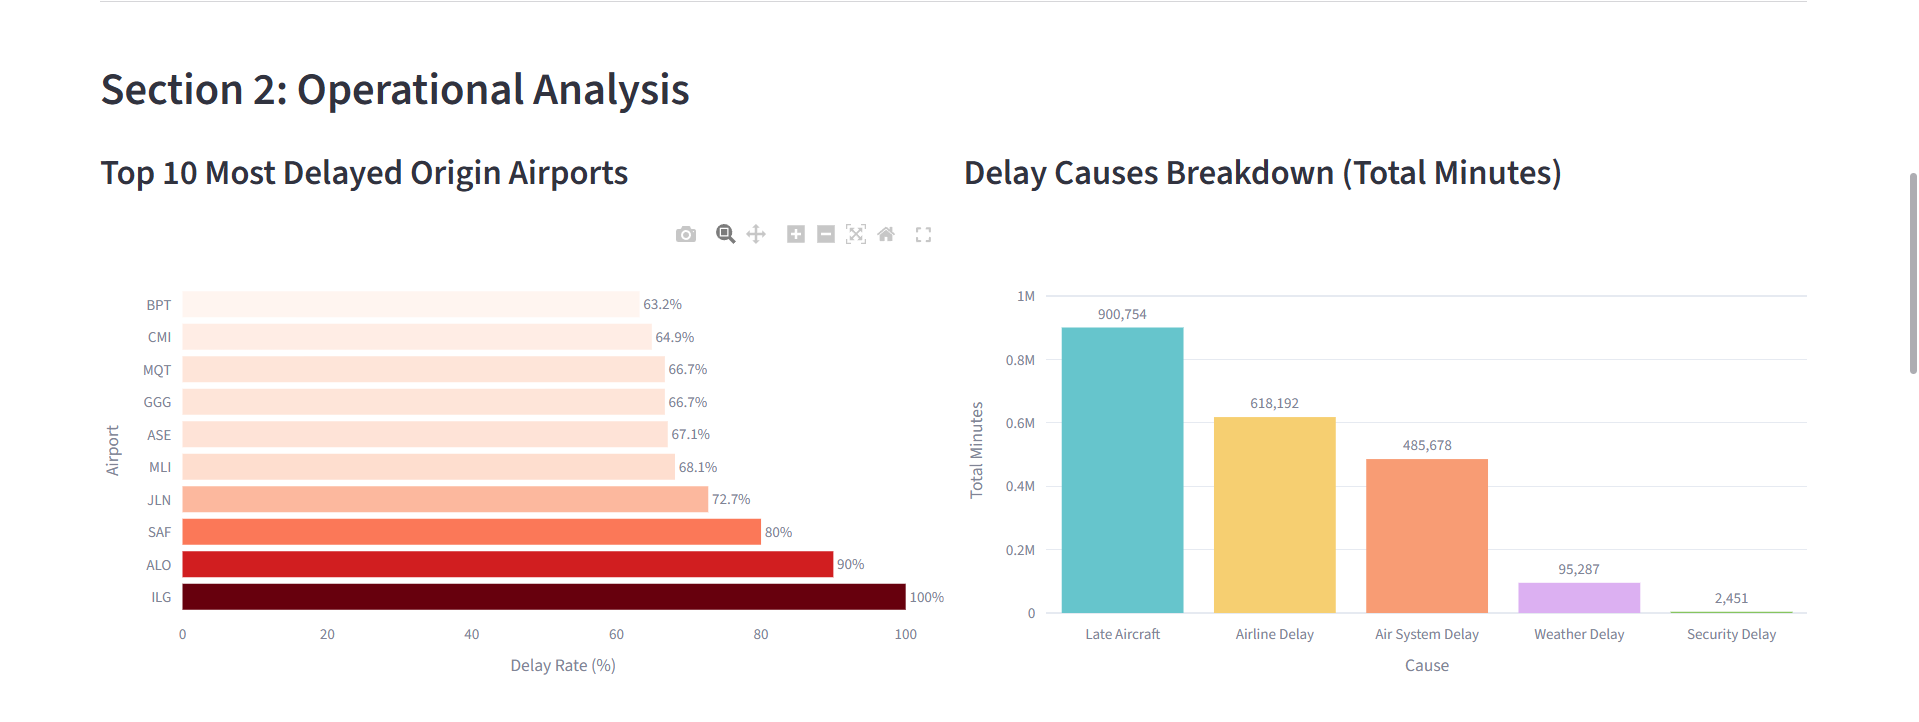 Section 2: Operational Analysis
Top 10 Most Delayed Origin Airports
Airport
BPT 63.2%
CMI 64.9%
MQT 66.7%
GGG 66.7%
ASE 67.1%
MLI 68.1%
JLN 72.7%
SAF 80%
ALO 90%
ILG 100%
0 20 40 60 80 100
Delay Rate (%)
Delay Causes Breakdown (Total Minutes)
Total Minutes
1M
0.8M
0.6M
0.4M
0.2M
0
900,754
618,192
485,678
95,287
2,451
Late Aircraft Airline Delay Air System Delay Weather Delay Security Delay
Cause